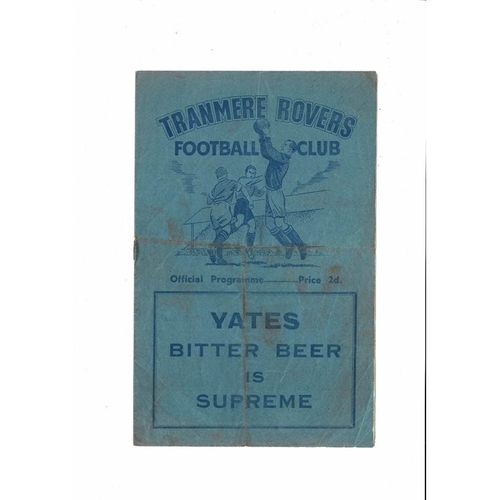 TRANMERE ROVERS
FOOTBALL CLUB
Official Programme Price 2d.
YATES
BITTER BEER
IS
SUPREME